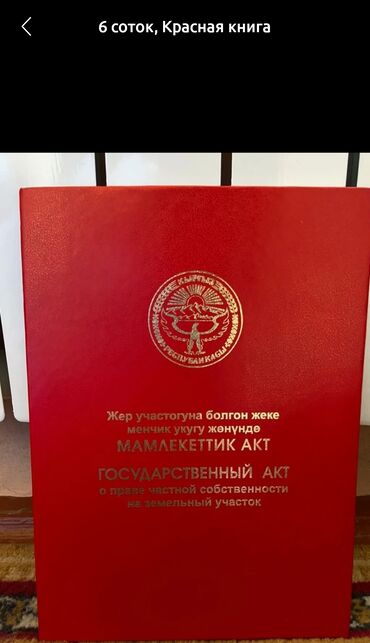 6 соток, Красная книга
КЫРГЫЗ
РЕСПУБЛИКАСЫ
Жер участогуна болгон жеке
менчик укугу жөнүндө
МАМЛЕКЕТТИК АКТ
ГОСУДАРСТВЕННЫЙ АКТ
о праве частной собственности
на земельный участок